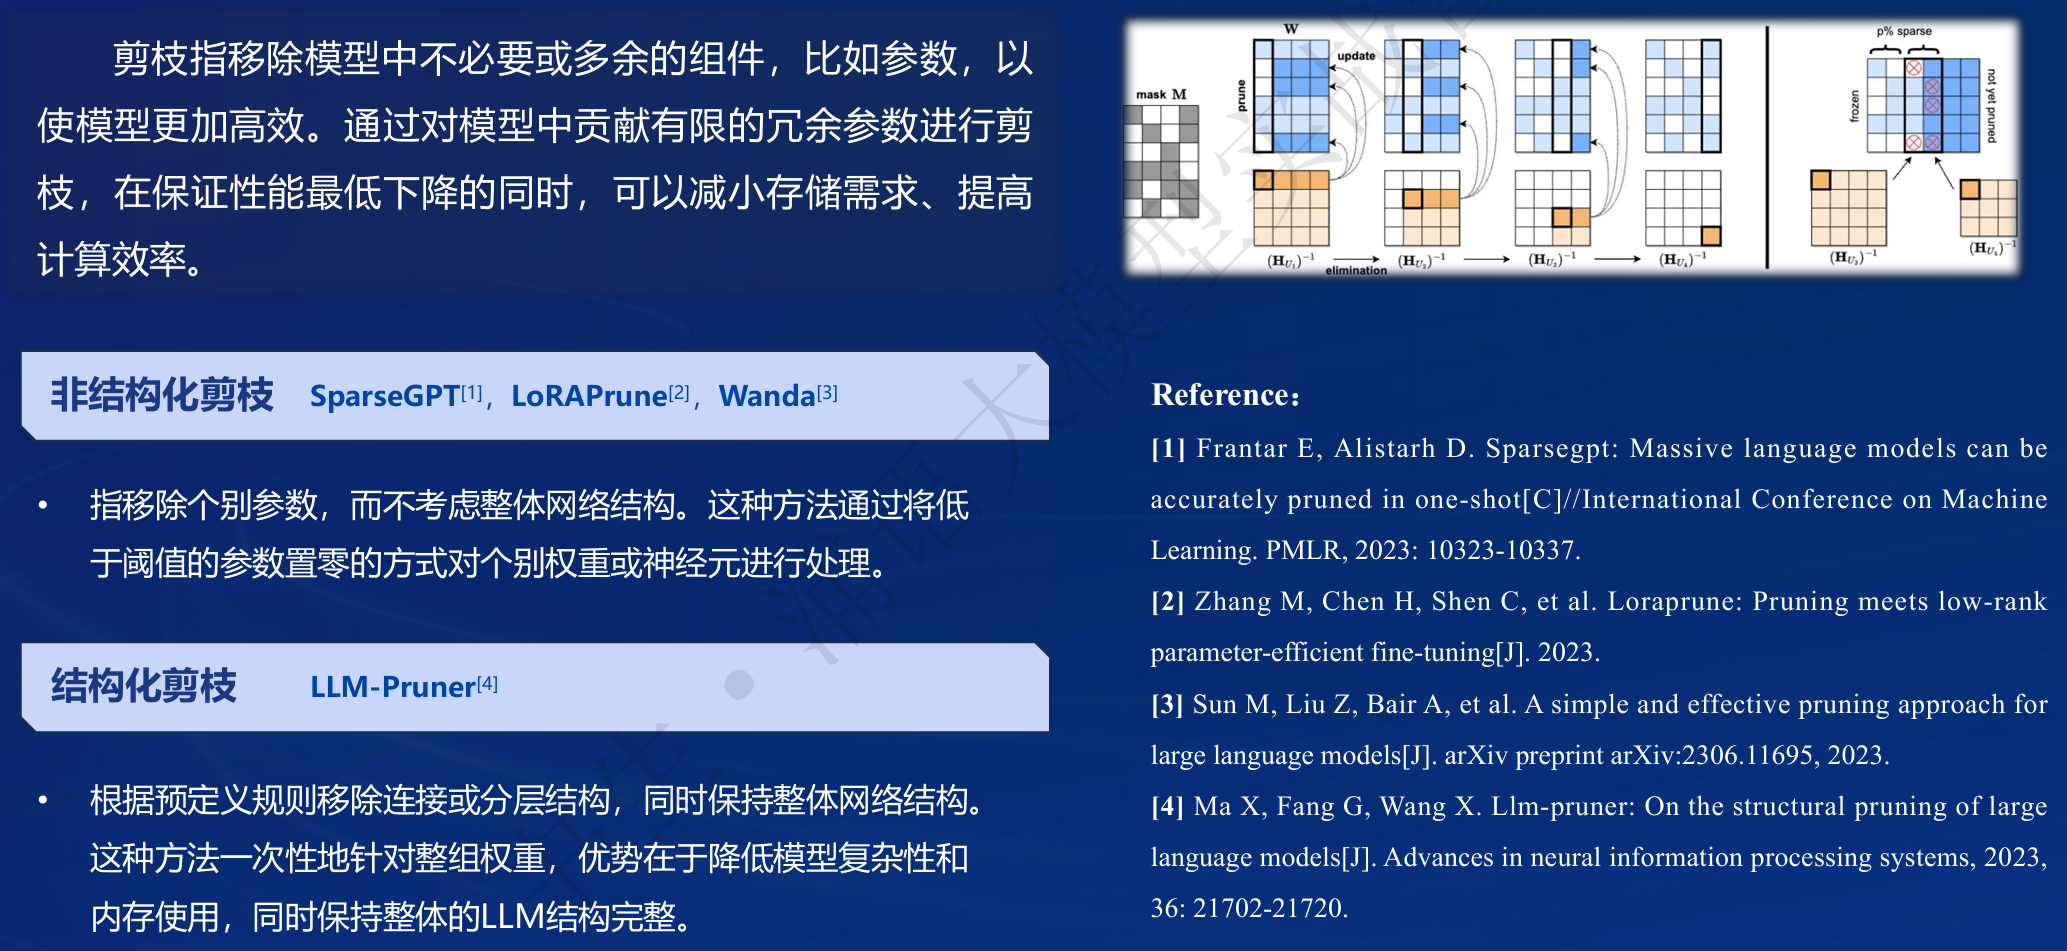 剪枝指移除模型中不必要或多余的组件，比如参数，以
使模型更加高效。通过对模型中贡献有限的冗余参数进行剪
枝，在保证性能最低下降的同时，可以减小存储需求、提高
计算效率。
W
update
prune
mask M
(H_{U_1})^{-1}
elimination
(H_{U_2})^{-1}
(H_{U_3})^{-1}
(H_{U_4})^{-1}
p% sparse
frozen
not yet pruned
(H_{U_3})^{-1}
(H_{U_4})^{-1}
非结构化剪枝 SparseGPT[1]，LoRAPrune[2]，Wanda[3]
• 指移除个别参数，而不考虑整体网络结构。这种方法通过将低
于阈值的参数置零的方式对个别权重或神经元进行处理。
结构化剪枝 LLM-Pruner[4]
• 根据预定义规则移除连接或分层结构，同时保持整体网络结构。
这种方法一次性地针对整组权重，优势在于降低模型复杂性和
内存使用，同时保持整体的LLM结构完整。
Reference：
[1] Frantar E, Alistarh D. Sparsegpt: Massive language models can be
accurately pruned in one-shot[C]//International Conference on Machine
Learning. PMLR, 2023: 10323-10337.
[2] Zhang M, Chen H, Shen C, et al. Loraprune: Pruning meets low-rank
parameter-efficient fine-tuning[J]. 2023.
[3] Sun M, Liu Z, Bair A, et al. A simple and effective pruning approach for
large language models[J]. arXiv preprint arXiv:2306.11695, 2023.
[4] Ma X, Fang G, Wang X. Llm-pruner: On the structural pruning of large
language models[J]. Advances in neural information processing systems, 2023,
36: 21702-21720.